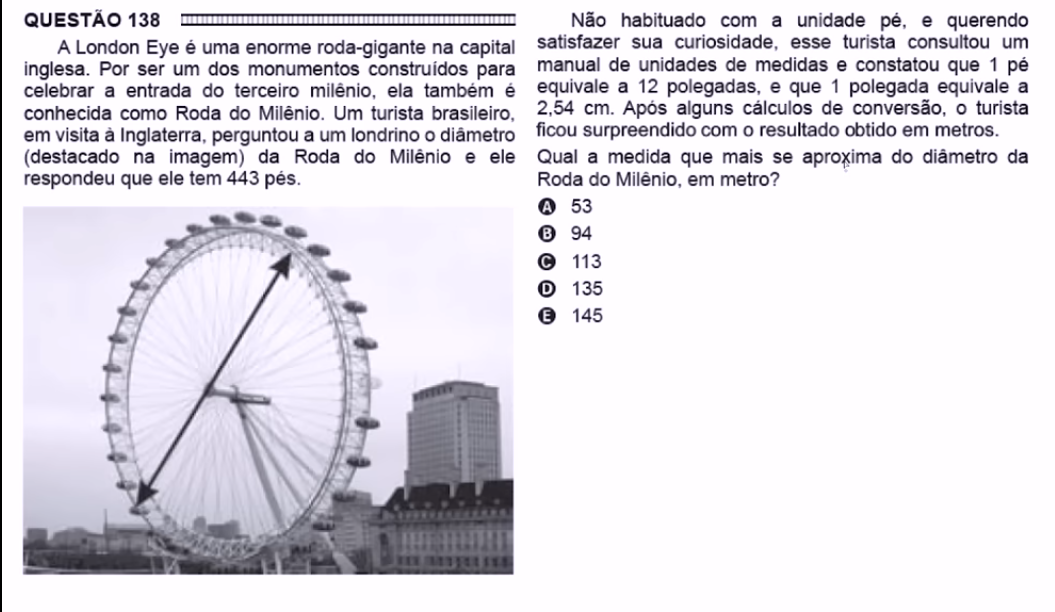 QUESTÃO 138
A London Eye é uma enorme roda-gigante na capital
inglesa. Por ser um dos monumentos construídos para
celebrar a entrada do terceiro milênio, ela também é
conhecida como Roda do Milênio. Um turista brasileiro,
em visita à Inglaterra, perguntou a um londrino o diâmetro
(destacado na imagem) da Roda do Milênio e ele
respondeu que ele tem 443 pés.
Não habituado com a unidade pé, e querendo
satisfazer sua curiosidade, esse turista consultou um
manual de unidades de medidas e constatou que 1 pé
equivale a 12 polegadas, e que 1 polegada equivale a
2,54 cm. Após alguns cálculos de conversão, o turista
ficou surpreendido com o resultado obtido em metros.
Qual a medida que mais se aproxima do diâmetro da
Roda do Milênio, em metro?
A 53
B 94
C 113
D 135
E 145